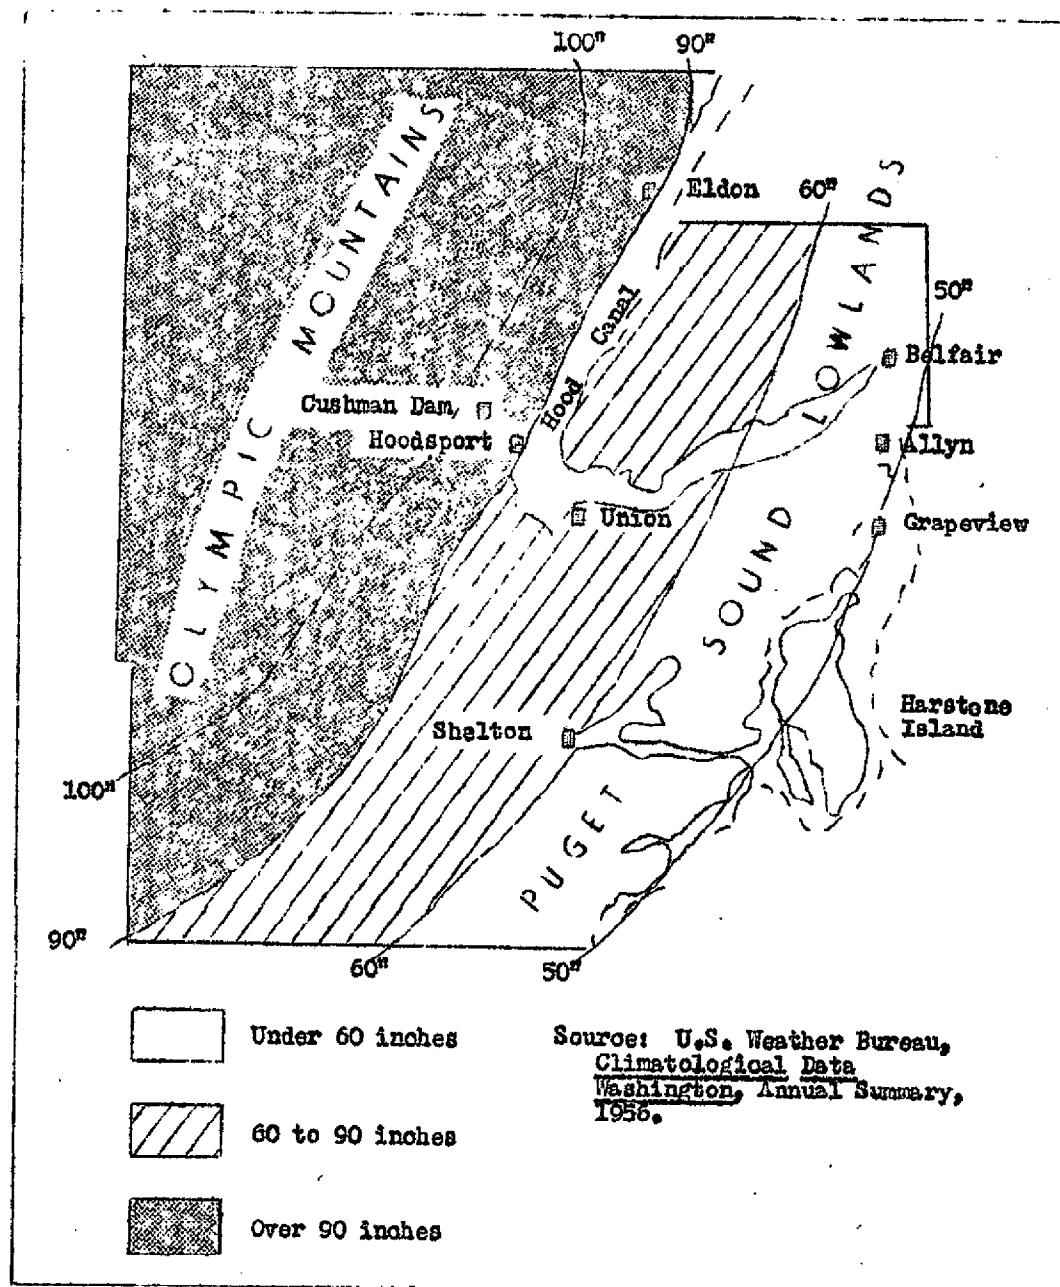 100" 90"
OLYMPIC MOUNTAINS
Eldon
60"
50"
PUGET SOUND LOWLANDS
Hood Canal
Belfair
Cushman Dam
Hoodsport
Allyn
Union
Grapeview
Harstone
Island
Shelton
100"
90"
60"
50"
Under 60 inches
60 to 90 inches
Over 90 inches
Source: U.S. Weather Bureau,
Climatological Data
Washington, Annual Summary,
1956.